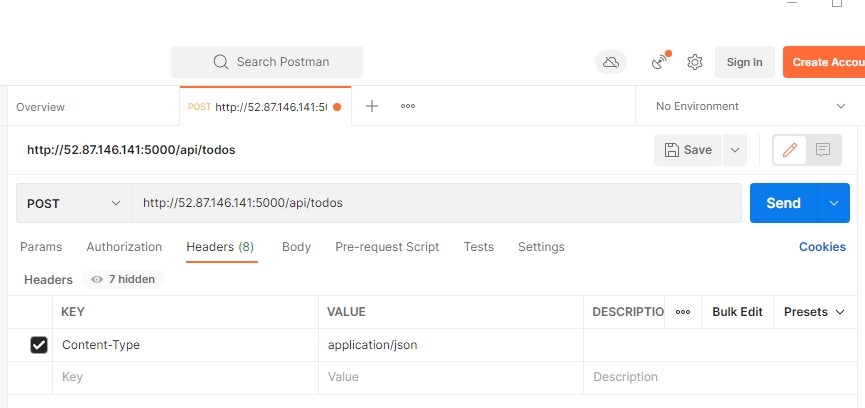 Search Postman
Sign In
Create Accou
Overview
POST http://52.87.146.141:5(
No Environment
http://52.87.146.141:5000/api/todos
Save
POST
http://52.87.146.141:5000/api/todos
Send
Params Authorization Headers (8) Body Pre-request Script Tests Settings Cookies
Headers 7 hidden
KEY VALUE DESCRIPTIO Bulk Edit Presets
Content-Type application/json
Key Value Description